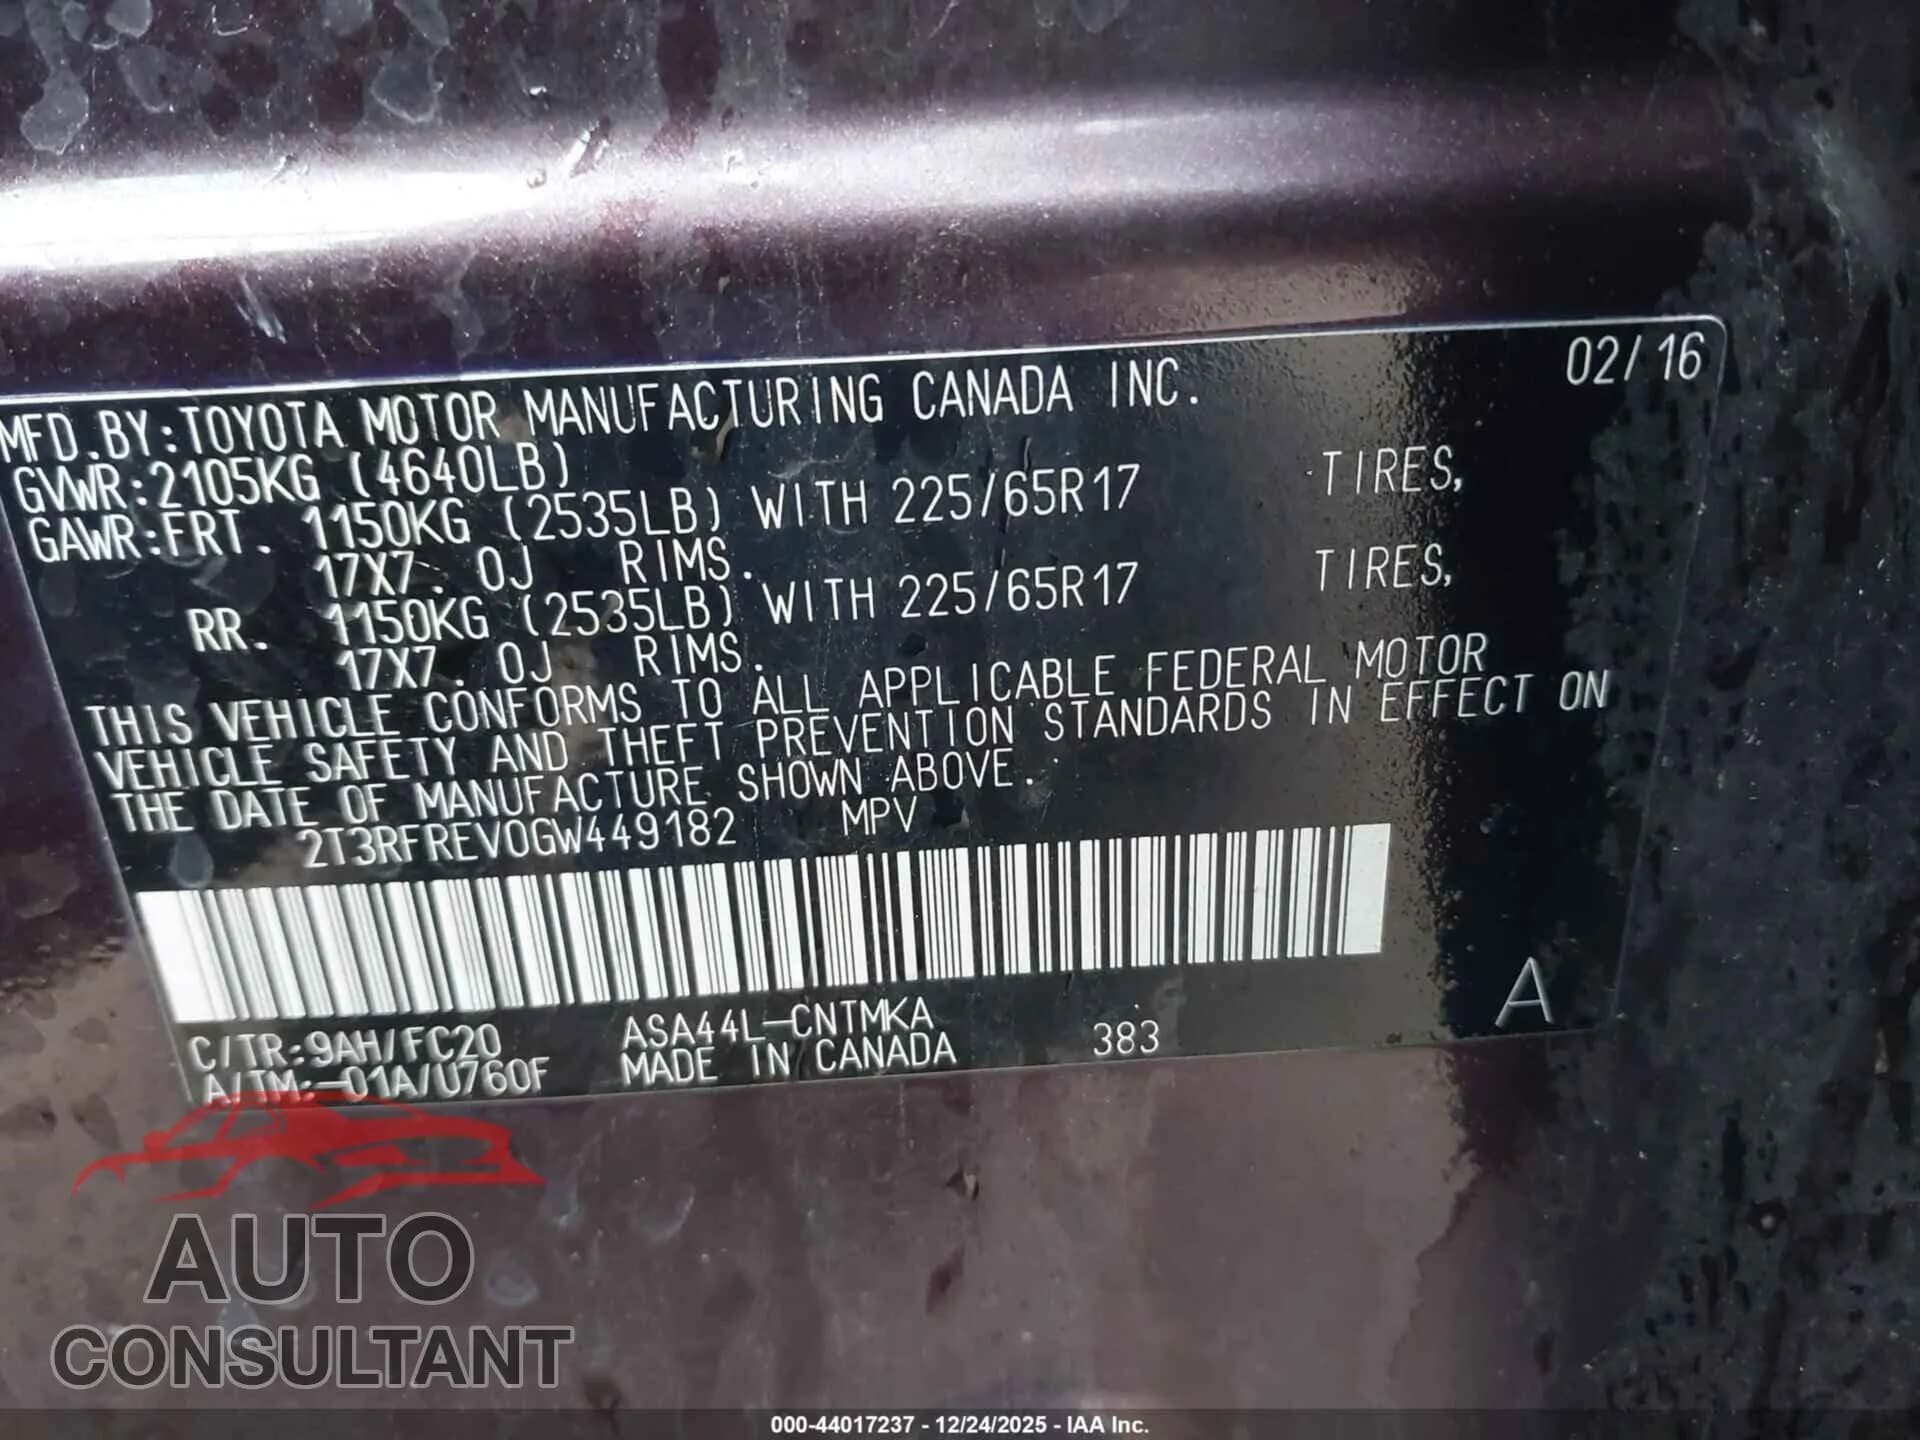 02/16
MFD.BY:TOYOTA MOTOR MANUFACTURING CANADA INC.
GVWR:2105KG (4640LB)
GAWR:FRT. 1150KG (2535LB) WITH 225/65R17 TIRES,
17X7.0J RIMS.
RR. 1150KG (2535LB) WITH 225/65R17 TIRES,
17X7.0J RIMS.
THIS VEHICLE CONFORMS TO ALL APPLICABLE FEDERAL MOTOR
VEHICLE SAFETY AND THEFT PREVENTION STANDARDS IN EFFECT ON
THE DATE OF MANUFACTURE SHOWN ABOVE.
2T3RFREV0GW449182 MPV
C/TR:9AH/FC20 ASA44L-CNTMKA
A/TM:-01A/U760F MADE IN CANADA 383 A
AUTO
CONSULTANT
000-44017237 - 12/24/2025 - IAA Inc.